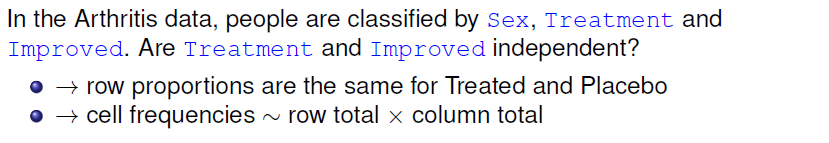 In the Arthritis data, people are classified by Sex, Treatment and
Improved. Are Treatment and Improved independent?
→ row proportions are the same for Treated and Placebo
→ cell frequencies ∼ row total × column total